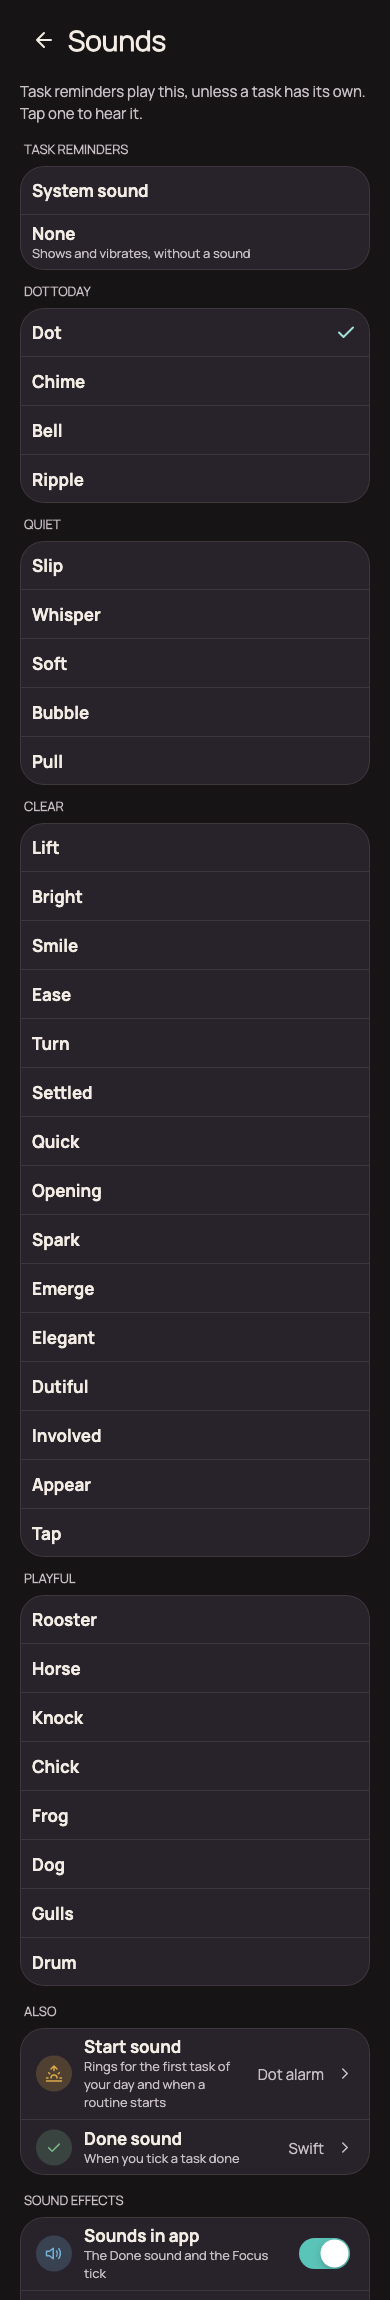 Sounds
Task reminders play this, unless a task has its own.
Tap one to hear it.
TASK REMINDERS
System sound
None
Shows and vibrates, without a sound
DOTTODAY
Dot
Chime
Bell
Ripple
QUIET
Slip
Whisper
Soft
Bubble
Pull
CLEAR
Lift
Bright
Smile
Ease
Turn
Settled
Quick
Opening
Spark
Emerge
Elegant
Dutiful
Involved
Appear
Tap
PLAYFUL
Rooster
Horse
Knock
Chick
Frog
Dog
Gulls
Drum
ALSO
Start sound
Rings for the first task of
your day and when a
routine starts
Dot alarm
Done sound
When you tick a task done
Swift
SOUND EFFECTS
Sounds in app
The Done sound and the Focus
tick